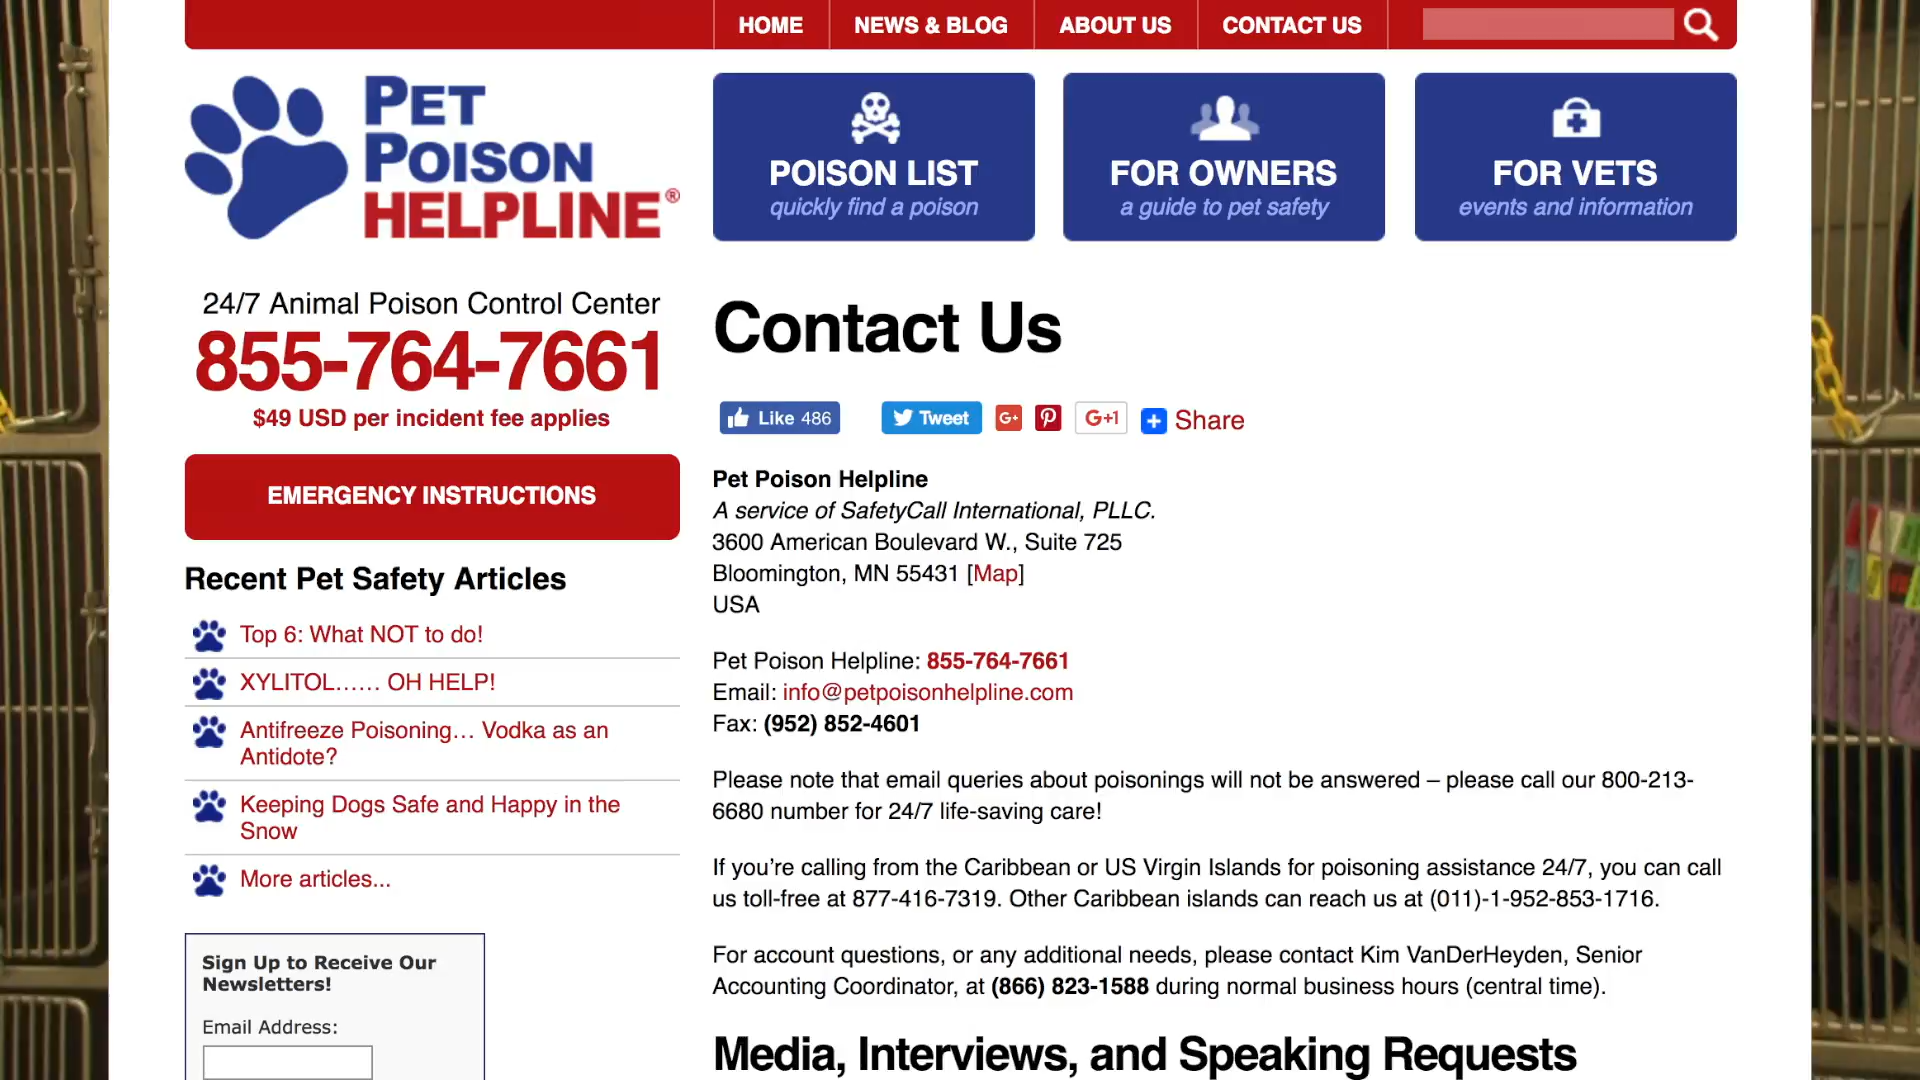 HOME
NEWS & BLOG
ABOUT US
CONTACT US
PET
POISON
HELPLINE®
POISON LIST
quickly find a poison
FOR OWNERS
a guide to pet safety
FOR VETS
events and information
24/7 Animal Poison Control Center
855-764-7661
$49 USD per incident fee applies
EMERGENCY INSTRUCTIONS
Recent Pet Safety Articles
Top 6: What NOT to do!
XYLITOL…… OH HELP!
Antifreeze Poisoning… Vodka as an
Antidote?
Keeping Dogs Safe and Happy in the
Snow
More articles...
Sign Up to Receive Our
Newsletters!
Email Address:
Contact Us
Like 486
Tweet
G+
G+1
Share
Pet Poison Helpline
A service of SafetyCall International, PLLC.
3600 American Boulevard W., Suite 725
Bloomington, MN 55431 [Map]
USA
Pet Poison Helpline: 855-764-7661
Email: info@petpoisonhelpline.com
Fax: (952) 852-4601
Please note that email queries about poisonings will not be answered – please call our 800-213-
6680 number for 24/7 life-saving care!
If you’re calling from the Caribbean or US Virgin Islands for poisoning assistance 24/7, you can call
us toll-free at 877-416-7319. Other Caribbean islands can reach us at (011)-1-952-853-1716.
For account questions, or any additional needs, please contact Kim VanDerHeyden, Senior
Accounting Coordinator, at (866) 823-1588 during normal business hours (central time).
Media, Interviews, and Speaking Requests